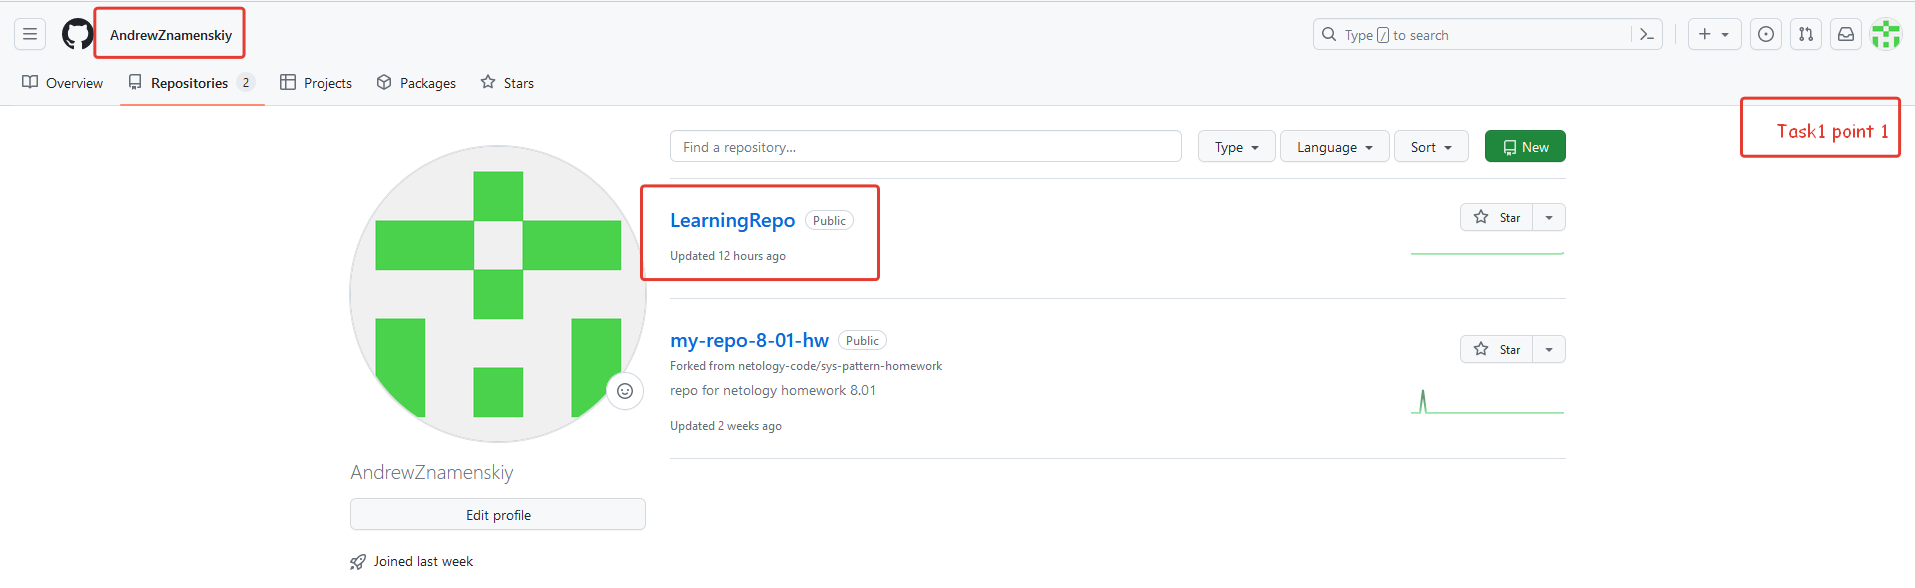 AndrewZnamenskiy
Type / to search
Overview
Repositories 2
Projects
Packages
Stars
Task1 point 1
Find a repository...
Type
Language
Sort
New
LearningRepo Public
Star
Updated 12 hours ago
my-repo-8-01-hw Public
Star
Forked from netology-code/sys-pattern-homework
repo for netology homework 8.01
Updated 2 weeks ago
AndrewZnamenskiy
Edit profile
Joined last week